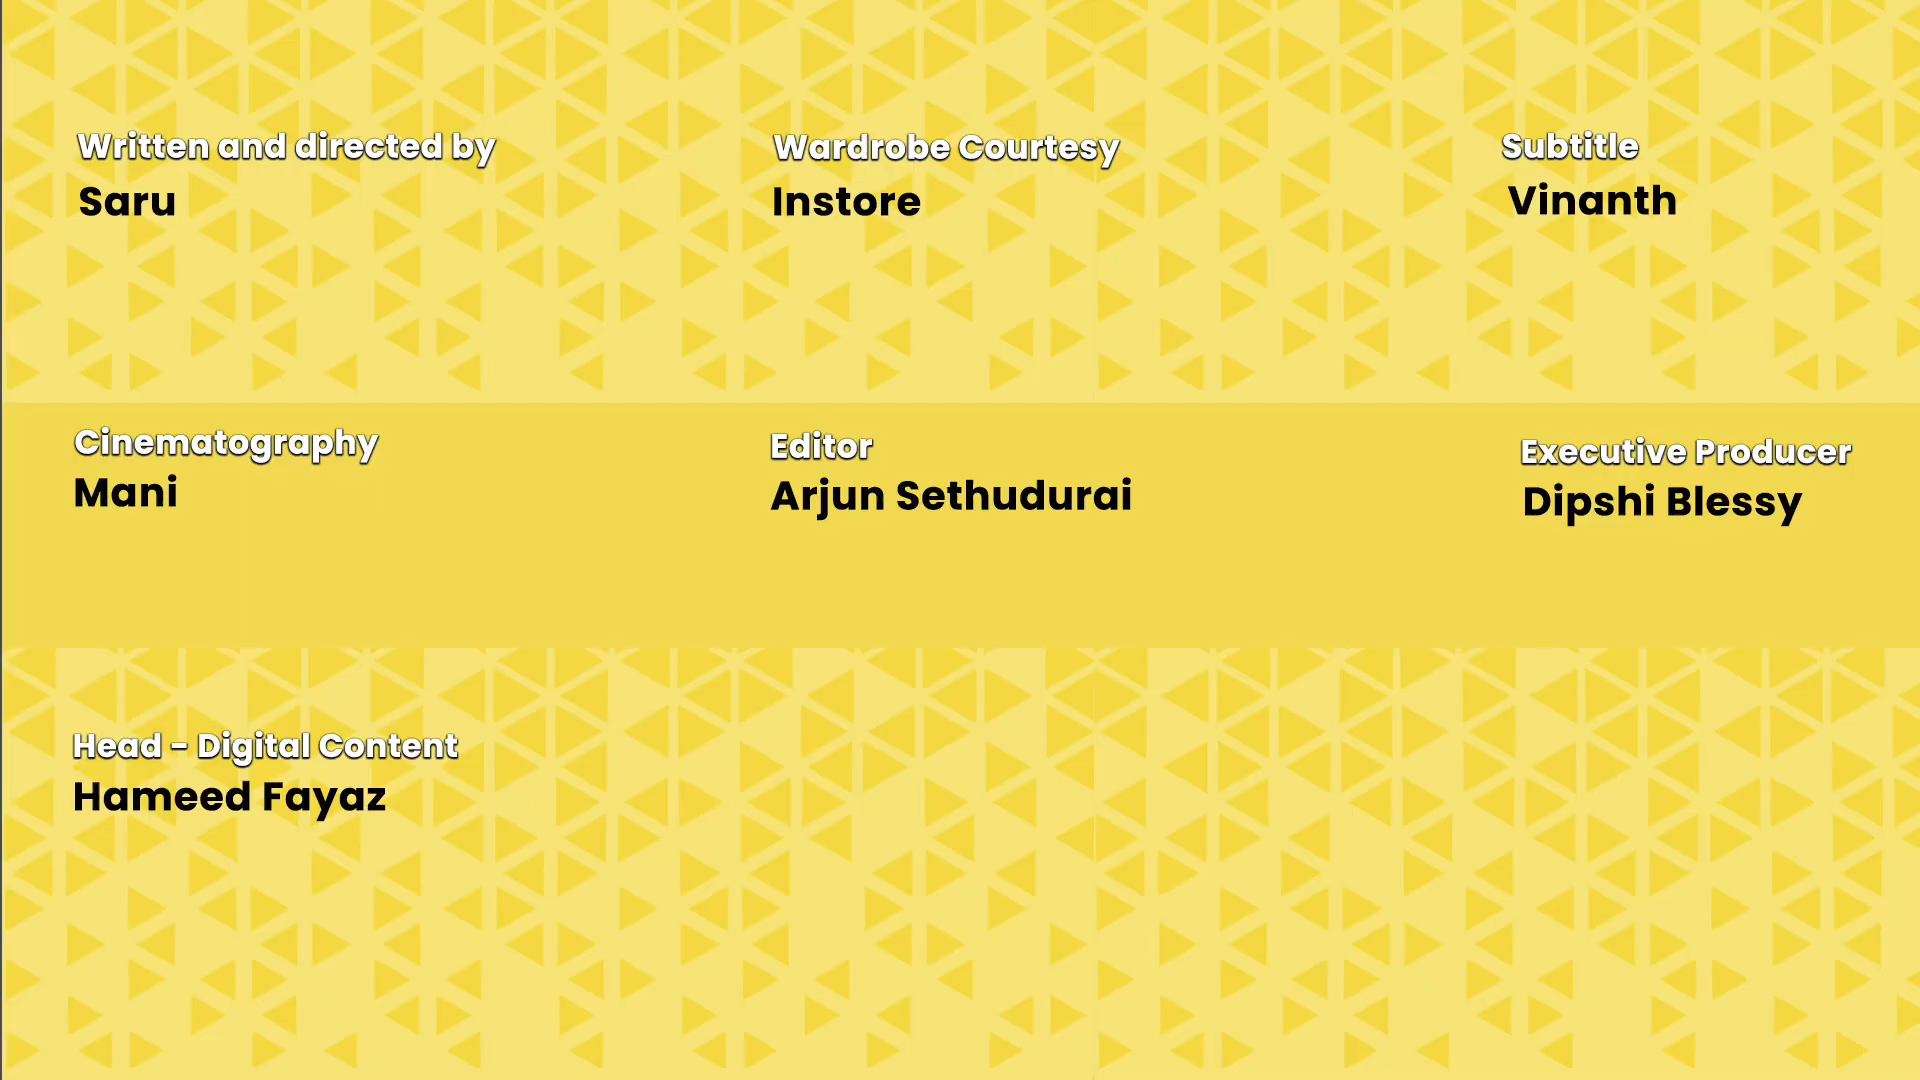 Written and directed by
Saru
Wardrobe Courtesy
Instore
Subtitle
Vinanth
Cinematography
Mani
Editor
Arjun Sethudurai
Executive Producer
Dipshi Blessy
Head - Digital Content
Hameed Fayaz